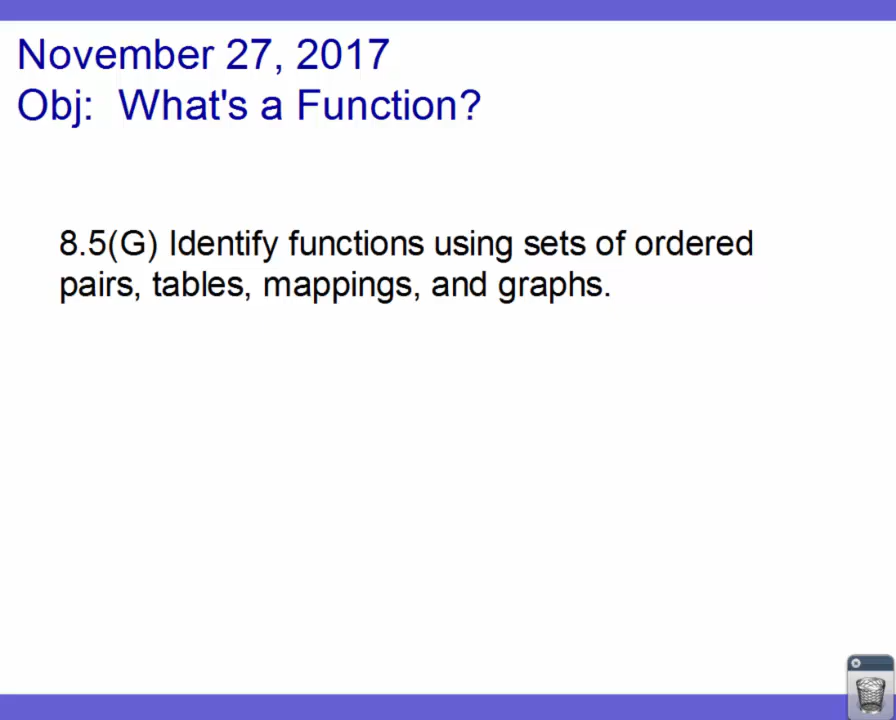 November 27, 2017
Obj:  What's a Function?
8.5(G) Identify functions using sets of ordered
pairs, tables, mappings, and graphs.